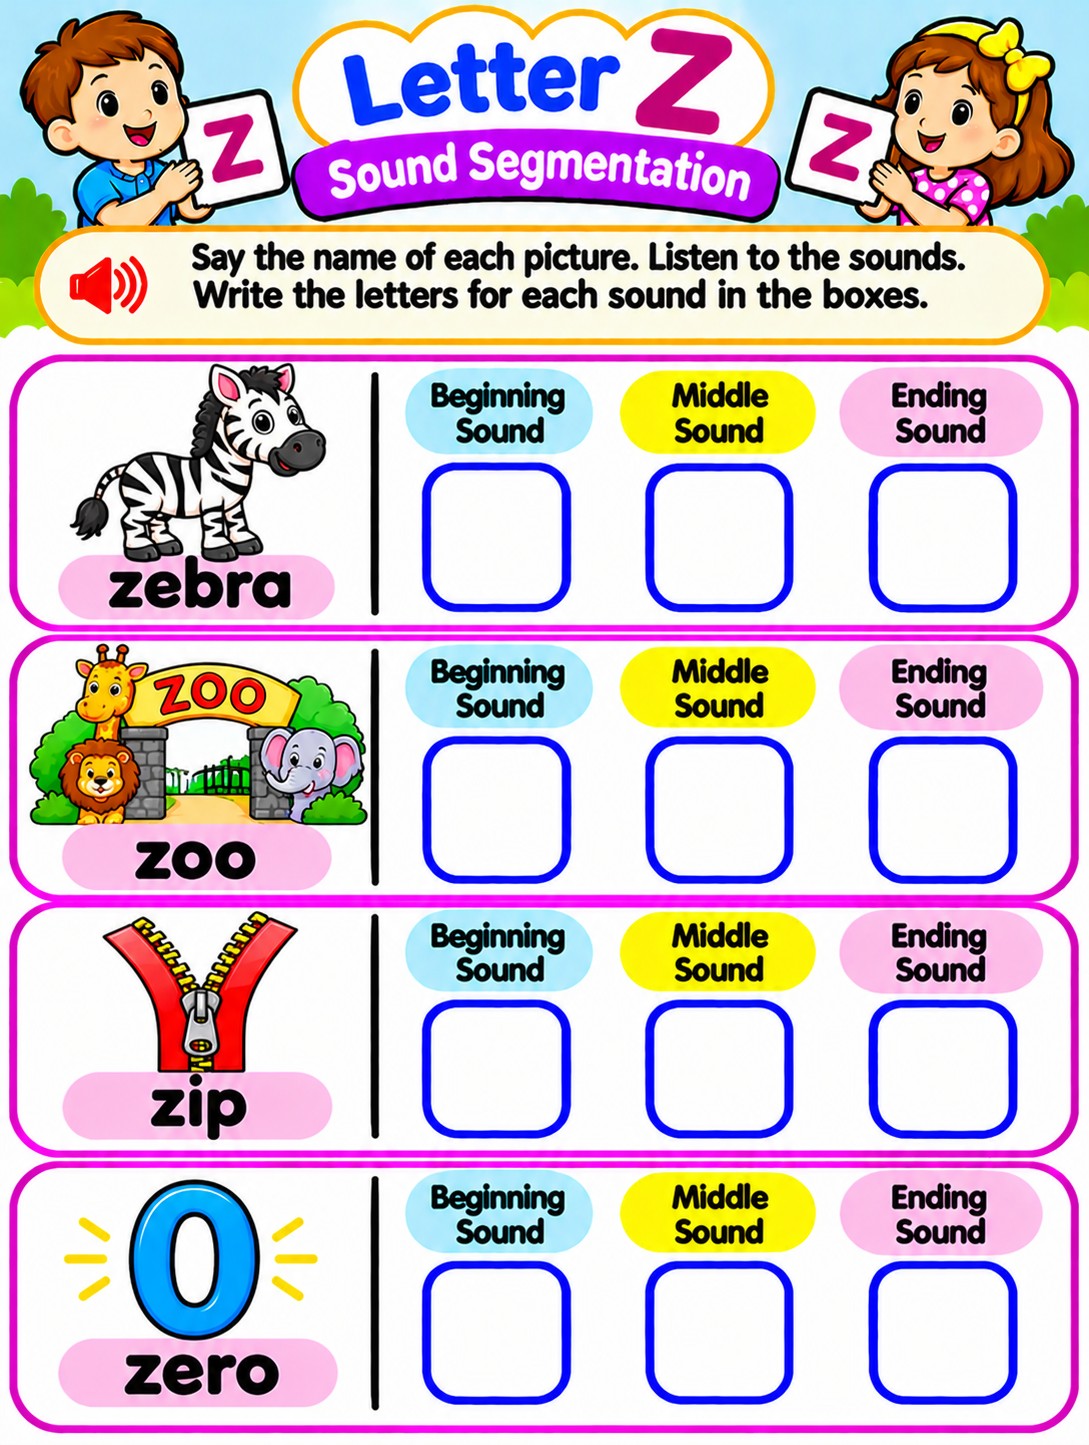 Letter Z
Z
Z
Sound Segmentation
Say the name of each picture. Listen to the sounds.
Write the letters for each sound in the boxes.
zebra
Beginning
Sound
Middle
Sound
Ending
Sound
ZOO
zoo
Beginning
Sound
Middle
Sound
Ending
Sound
zip
Beginning
Sound
Middle
Sound
Ending
Sound
0
zero
Beginning
Sound
Middle
Sound
Ending
Sound